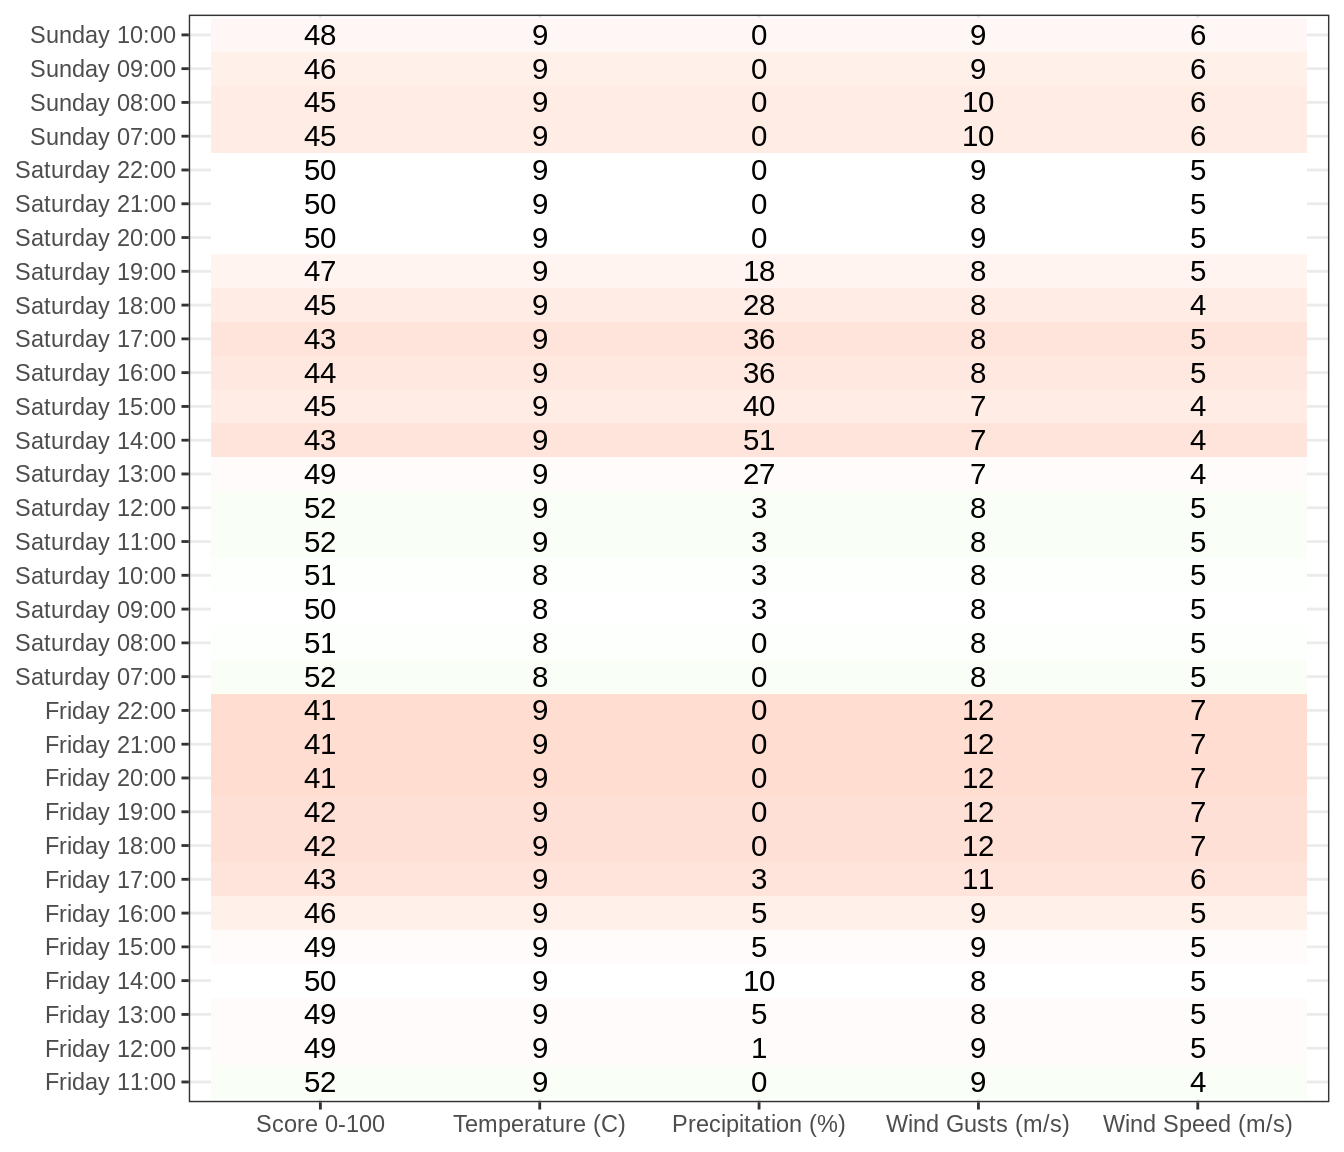 Sunday 10:00 48 9 0 9 6
Sunday 09:00 46 9 0 9 6
Sunday 08:00 45 9 0 10 6
Sunday 07:00 45 9 0 10 6
Saturday 22:00 50 9 0 9 5
Saturday 21:00 50 9 0 8 5
Saturday 20:00 50 9 0 9 5
Saturday 19:00 47 9 18 8 5
Saturday 18:00 45 9 28 8 4
Saturday 17:00 43 9 36 8 5
Saturday 16:00 44 9 36 8 5
Saturday 15:00 45 9 40 7 4
Saturday 14:00 43 9 51 7 4
Saturday 13:00 49 9 27 7 4
Saturday 12:00 52 9 3 8 5
Saturday 11:00 52 9 3 8 5
Saturday 10:00 51 8 3 8 5
Saturday 09:00 50 8 3 8 5
Saturday 08:00 51 8 0 8 5
Saturday 07:00 52 8 0 8 5
Friday 22:00 41 9 0 12 7
Friday 21:00 41 9 0 12 7
Friday 20:00 41 9 0 12 7
Friday 19:00 42 9 0 12 7
Friday 18:00 42 9 0 12 7
Friday 17:00 43 9 3 11 6
Friday 16:00 46 9 5 9 5
Friday 15:00 49 9 5 9 5
Friday 14:00 50 9 10 8 5
Friday 13:00 49 9 5 8 5
Friday 12:00 49 9 1 9 5
Friday 11:00 52 9 0 9 4
Score 0-100 Temperature (C) Precipitation (%) Wind Gusts (m/s) Wind Speed (m/s)